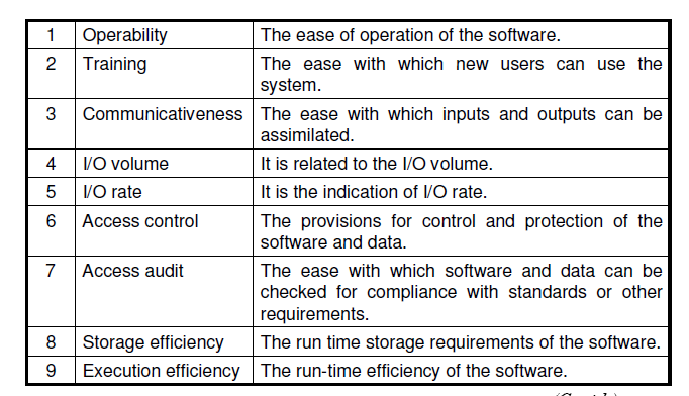 1 Operability The ease of operation of the software.
2 Training The ease with which new users can use the
system.
3 Communicativeness The ease with which inputs and outputs can be
assimilated.
4 I/O volume It is related to the I/O volume.
5 I/O rate It is the indication of I/O rate.
6 Access control The provisions for control and protection of the
software and data.
7 Access audit The ease with which software and data can be
checked for compliance with standards or other
requirements.
8 Storage efficiency The run time storage requirements of the software.
9 Execution efficiency The run-time efficiency of the software.